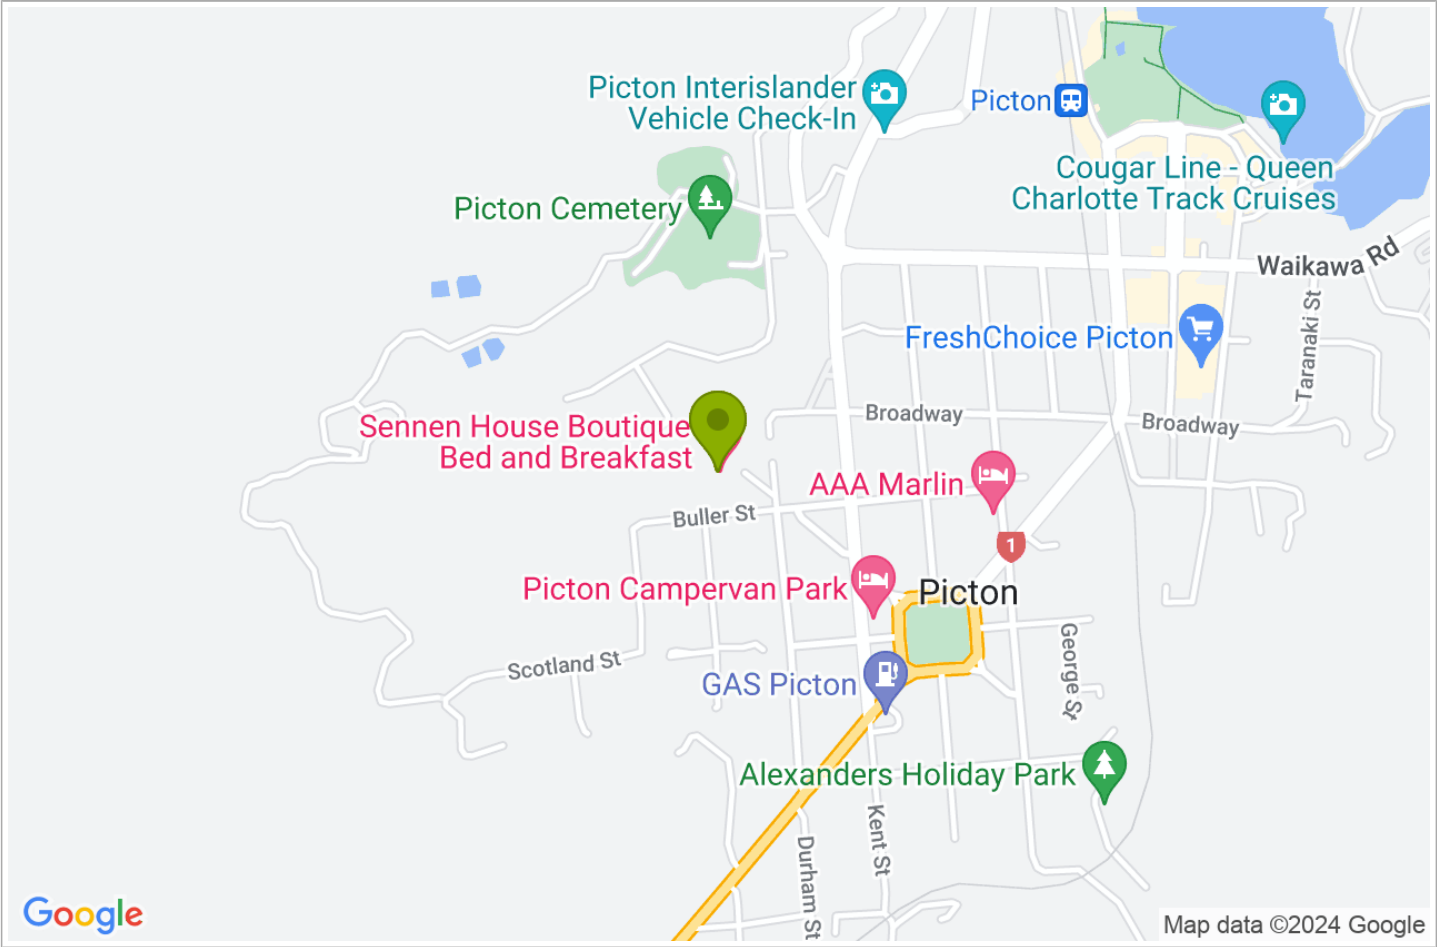 Picton Interislander
Vehicle Check-In
Picton
Cougar Line - Queen
Charlotte Track Cruises
Picton Cemetery
Waikawa Rd
Taranaki St
FreshChoice Picton
Broadway
Broadway
Sennen House Boutique
Bed and Breakfast
AAA Marlin
Buller St
1
Picton Campervan Park
Picton
George St
Scotland St
GAS Picton
Alexanders Holiday Park
Kent St
Durham St
Google
Map data ©2024 Google